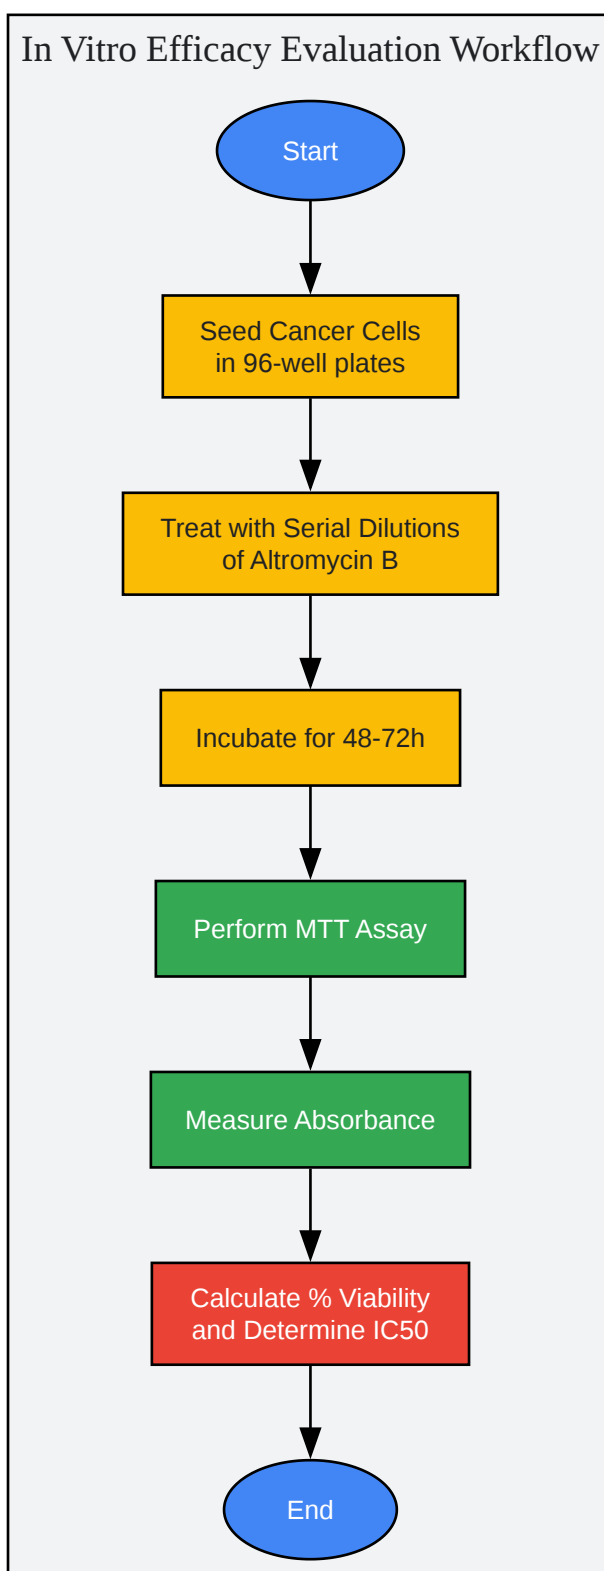 In Vitro Efficacy Evaluation Workflow
Start
Seed Cancer Cells
in 96-well plates
Treat with Serial Dilutions
of Altromycin B
Incubate for 48-72h
Perform MTT Assay
Measure Absorbance
Calculate % Viability
and Determine IC50
End